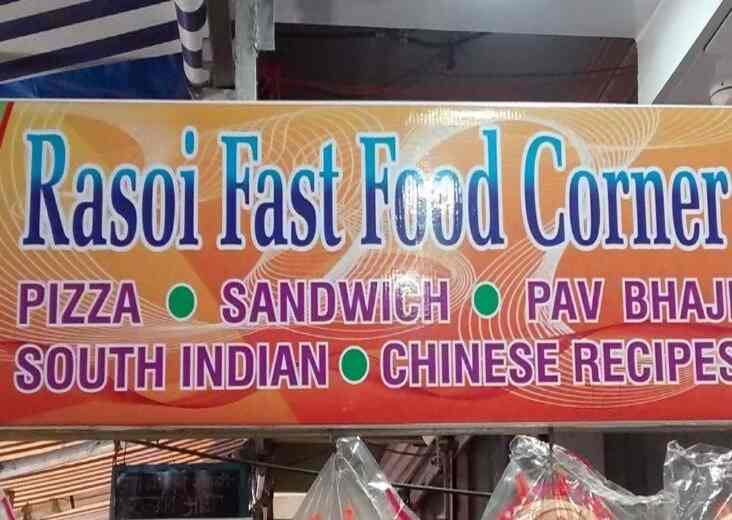 Rasoi Fast Food Corner
PIZZA ● SANDWICH ● PAV BHAJI
SOUTH INDIAN ● CHINESE RECIPES